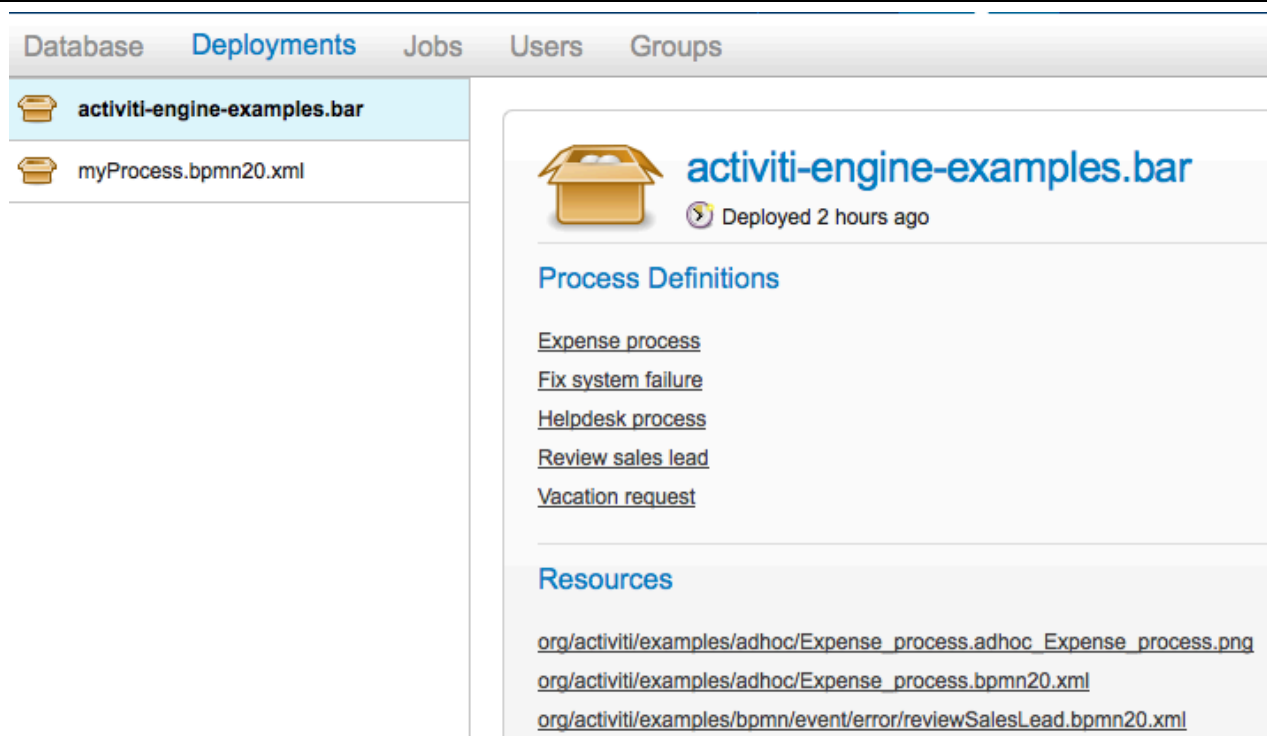 Database Deployments Jobs Users Groups
activiti-engine-examples.bar
myProcess.bpmn20.xml
activiti-engine-examples.bar
Deployed 2 hours ago
Process Definitions
Expense process
Fix system failure
Helpdesk process
Review sales lead
Vacation request
Resources
org/activiti/examples/adhoc/Expense_process.adhoc_Expense_process.png
org/activiti/examples/adhoc/Expense_process.bpmn20.xml
org/activiti/examples/bpmn/event/error/reviewSalesLead.bpmn20.xml